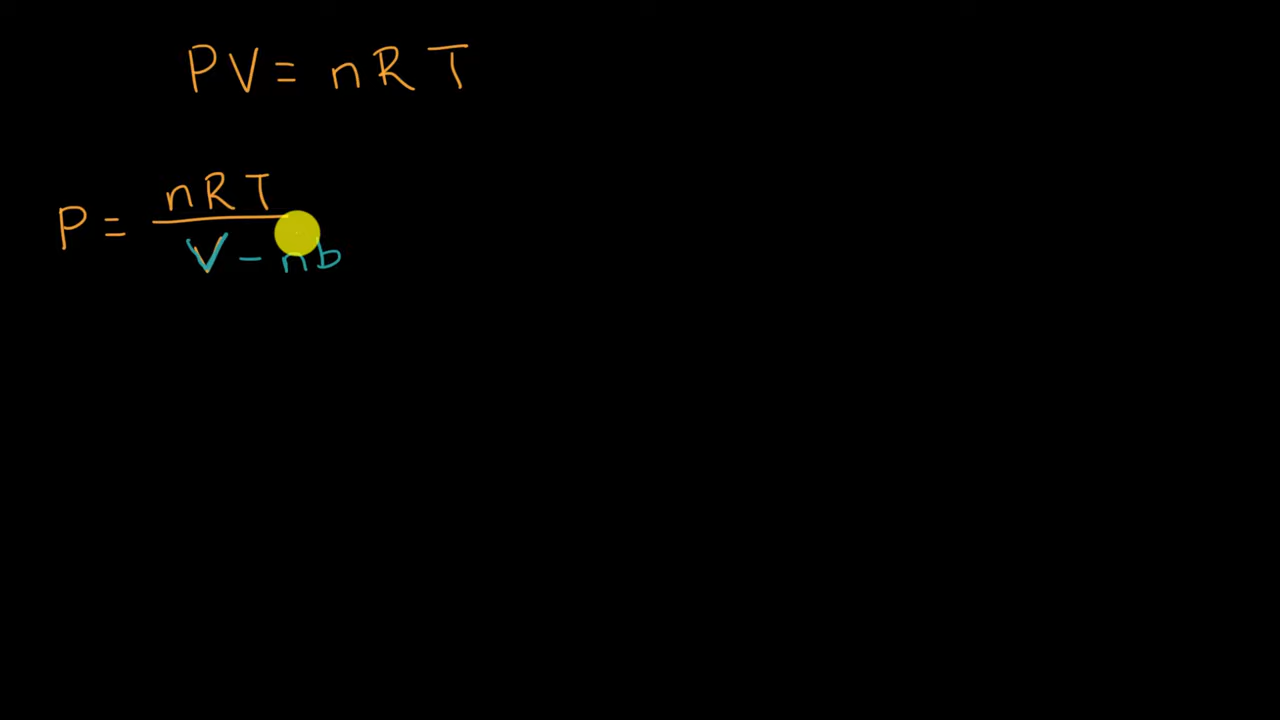 PV = nRT
P = nRT / V - nb